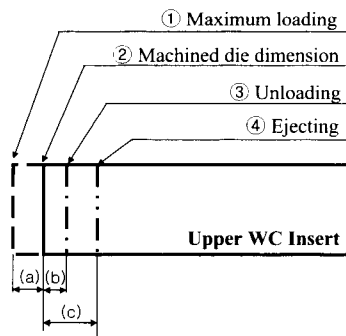 ① Maximum loading
② Machined die dimension
③ Unloading
④ Ejecting
Upper WC Insert
(a) (b)
(c)